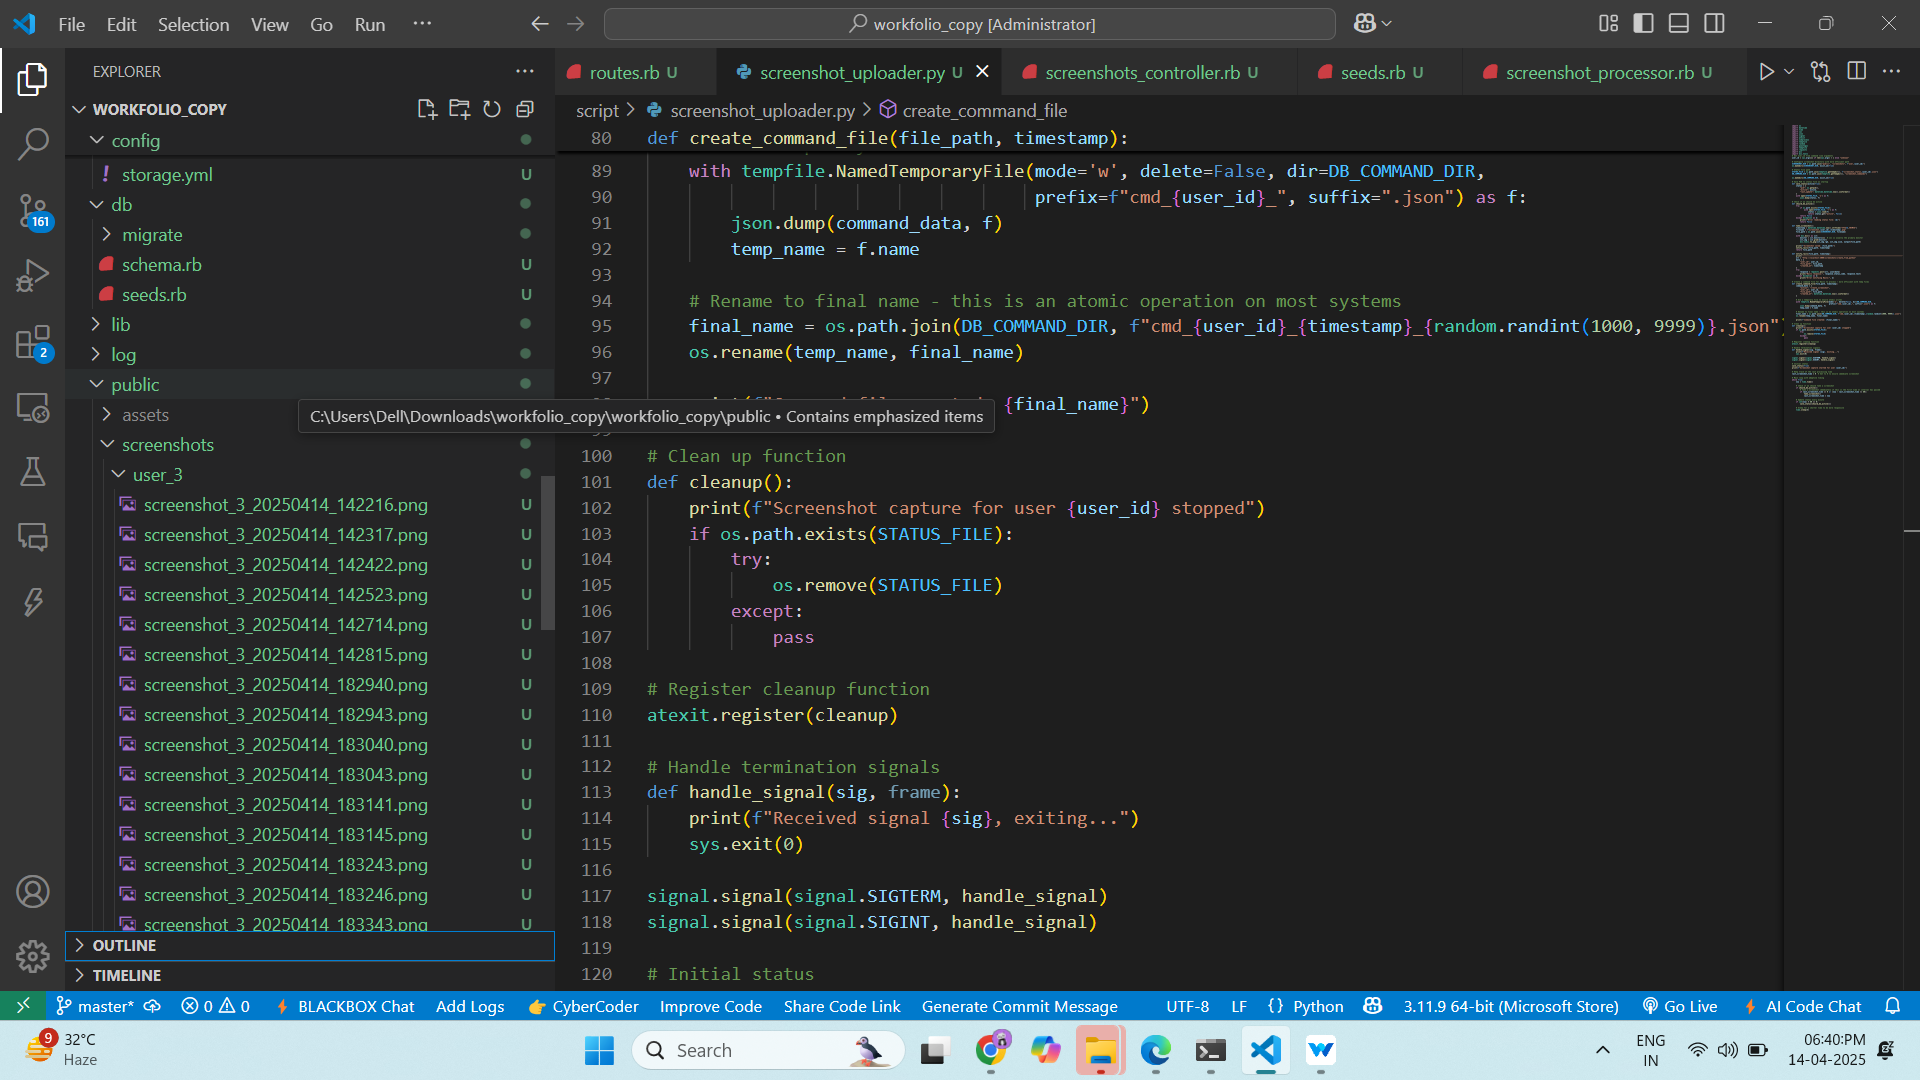 File Edit Selection View Go Run ···
workfolio_copy [Administrator]
EXPLORER
WORKFOLIO_COPY
config
storage.yml U
db
migrate
schema.rb U
seeds.rb U
lib
log
public
assets
screenshots
user_3
screenshot_3_20250414_142216.png U
screenshot_3_20250414_142317.png U
screenshot_3_20250414_142422.png U
screenshot_3_20250414_142523.png U
screenshot_3_20250414_142714.png U
screenshot_3_20250414_142815.png U
screenshot_3_20250414_182940.png U
screenshot_3_20250414_182943.png U
screenshot_3_20250414_183040.png U
screenshot_3_20250414_183043.png U
screenshot_3_20250414_183141.png U
screenshot_3_20250414_183145.png U
screenshot_3_20250414_183243.png U
screenshot_3_20250414_183246.png U
screenshot_3_20250414_183343.png U
OUTLINE
TIMELINE
161
2
routes.rb U screenshot_uploader.py U screenshots_controller.rb U seeds.rb U screenshot_processor.rb U
script > screenshot_uploader.py > create_command_file
80 def create_command_file(file_path, timestamp):
89 with tempfile.NamedTemporaryFile(mode='w', delete=False, dir=DB_COMMAND_DIR,
90 prefix=f"cmd_{user_id}_", suffix=".json") as f:
91 json.dump(command_data, f)
92 temp_name = f.name
93
94 # Rename to final name - this is an atomic operation on most systems
95 final_name = os.path.join(DB_COMMAND_DIR, f"cmd_{user_id}_{timestamp}_{random.randint(1000, 9999)}.json")
96 os.rename(temp_name, final_name)
97
{final_name}")
C:\Users\Dell\Downloads\workfolio_copy\workfolio_copy\public • Contains emphasized items
100 # Clean up function
101 def cleanup():
102 print(f"Screenshot capture for user {user_id} stopped")
103 if os.path.exists(STATUS_FILE):
104 try:
105 os.remove(STATUS_FILE)
106 except:
107 pass
108
109 # Register cleanup function
110 atexit.register(cleanup)
111
112 # Handle termination signals
113 def handle_signal(sig, frame):
114 print(f"Received signal {sig}, exiting...")
115 sys.exit(0)
116
117 signal.signal(signal.SIGTERM, handle_signal)
118 signal.signal(signal.SIGINT, handle_signal)
119
120 # Initial status
master* 0 0 BLACKBOX Chat Add Logs CyberCoder Improve Code Share Code Link Generate Commit Message UTF-8 LF {} Python 3.11.9 64-bit (Microsoft Store) Go Live AI Code Chat
9 32°C
Haze
Search
ENG
IN
06:40:PM
14-04-2025